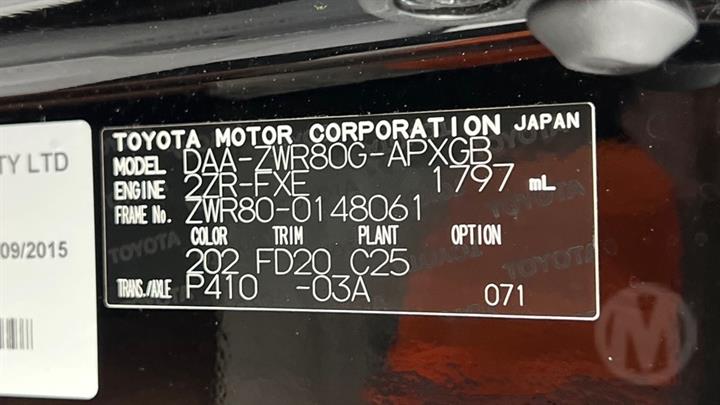 TY LTD
09/2015
TOYOTA MOTOR CORPORATION JAPAN
MODEL DAA-ZWR80G-APXGB
ENGINE 2ZR-FXE 1797 mL
FRAME No. ZWR80-0148061
COLOR TRIM PLANT OPTION
202 FD20 C25
TRANS./AXLE P410 -03A 071
M